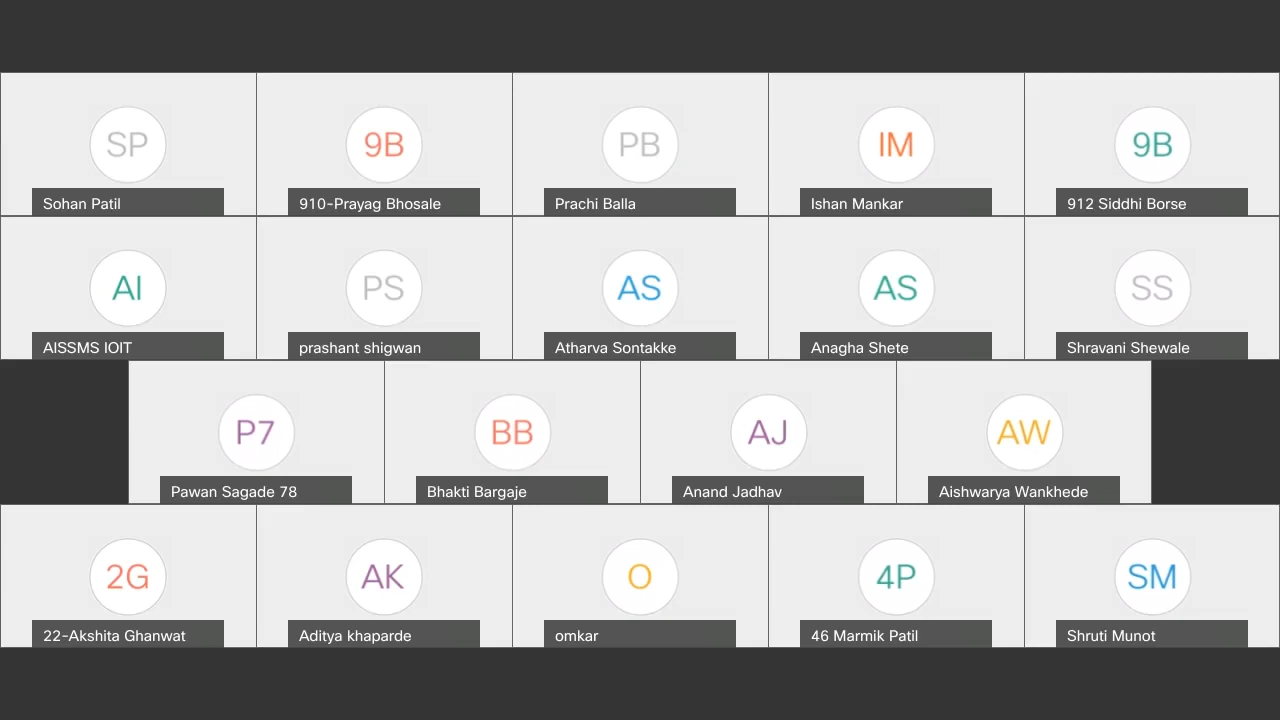 SP
9B
PB
IM
9B
Sohan Patil
910-Prayag Bhosale
Prachi Balla
Ishan Mankar
912 Siddhi Borse
AI
PS
AS
AS
SS
AISSMS IOIT
prashant shigwan
Atharva Sontakke
Anagha Shete
Shravani Shewale
P7
BB
AJ
AW
Pawan Sagade 78
Bhakti Bargaje
Anand Jadhav
Aishwarya Wankhede
2G
AK
O
4P
SM
22-Akshita Ghanwat
Aditya khaparde
omkar
46 Marmik Patil
Shruti Munot